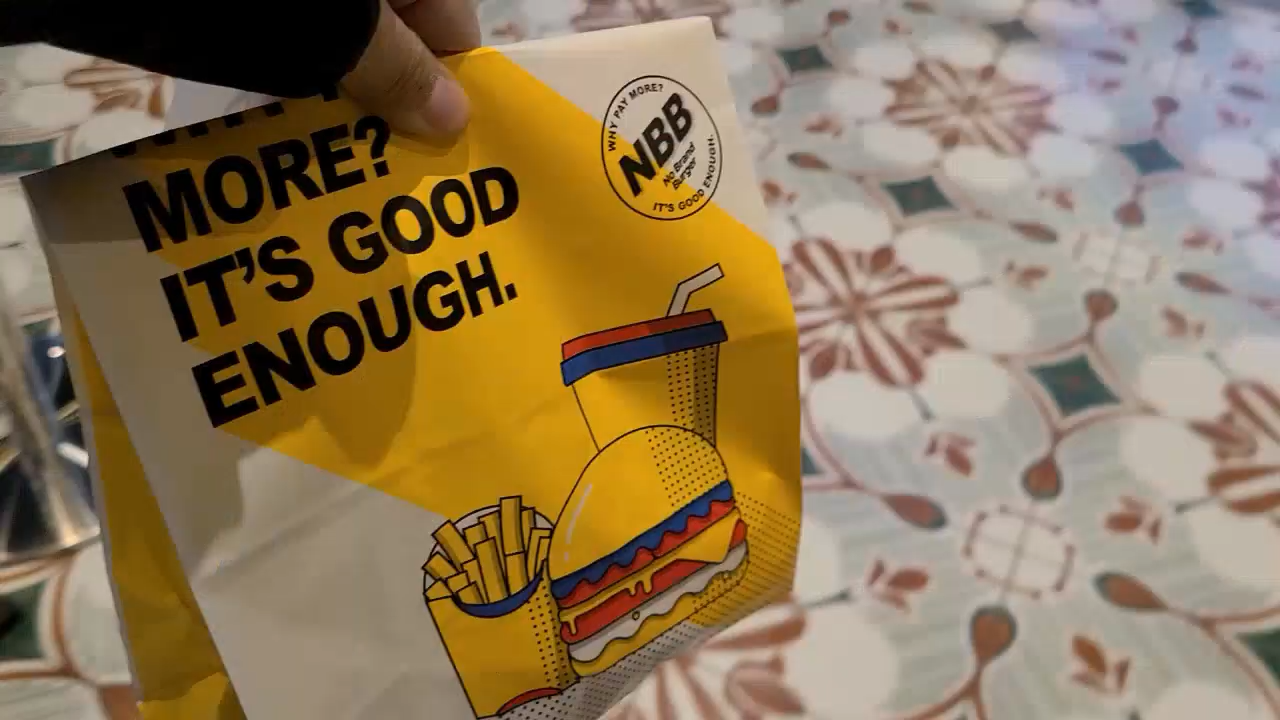 MORE?
IT'S GOOD
ENOUGH.
WHY PAY MORE?
NBB
No Brand
Burger
IT'S GOOD ENOUGH.